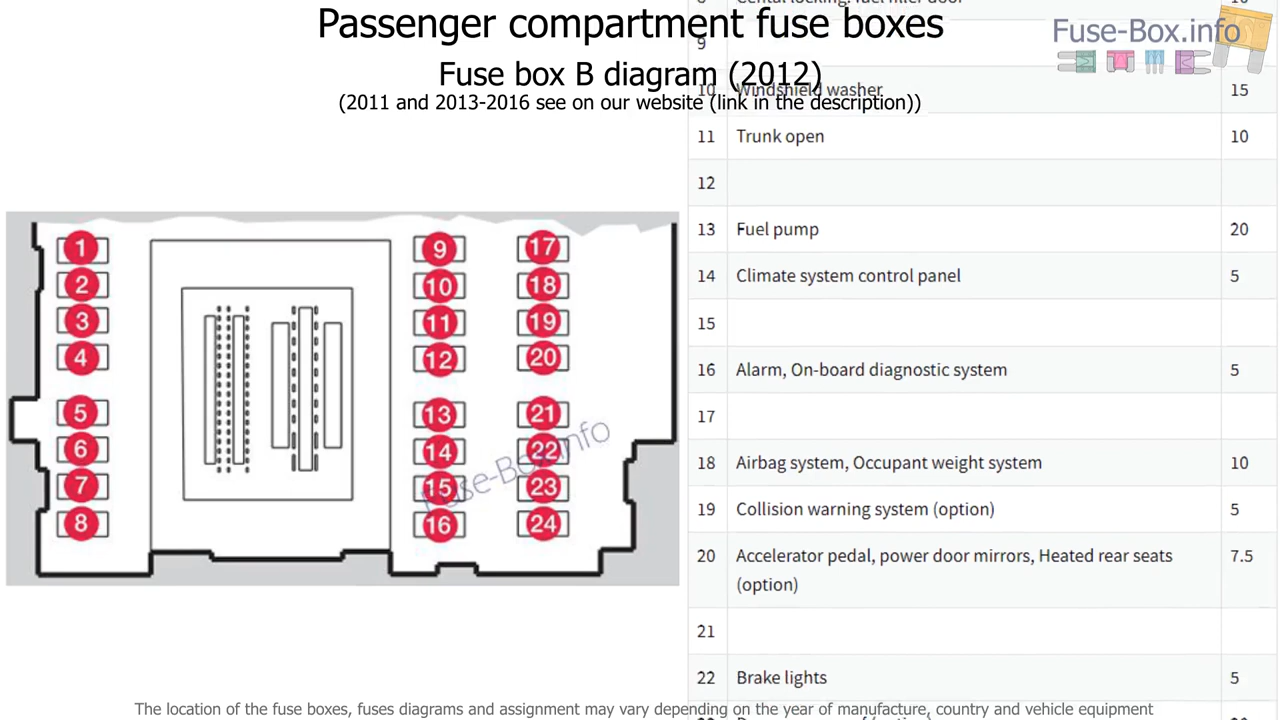 Passenger compartment fuse boxes
Fuse box B diagram (2012)
(2011 and 2013-2016 see on our website (link in the description))
Fuse-Box.info
1
2
3
4
5
6
7
8
9
10
11
12
13
14
15
16
17
18
19
20
21
22
23
24
Fuse-Box.info
9
10 Windshield washer 15
11 Trunk open 10
12
13 Fuel pump 20
14 Climate system control panel 5
15
16 Alarm, On-board diagnostic system 5
17
18 Airbag system, Occupant weight system 10
19 Collision warning system (option) 5
20 Accelerator pedal, power door mirrors, Heated rear seats 7.5
(option)
21
22 Brake lights 5
The location of the fuse boxes, fuses diagrams and assignment may vary depending on the year of manufacture, country and vehicle equipment